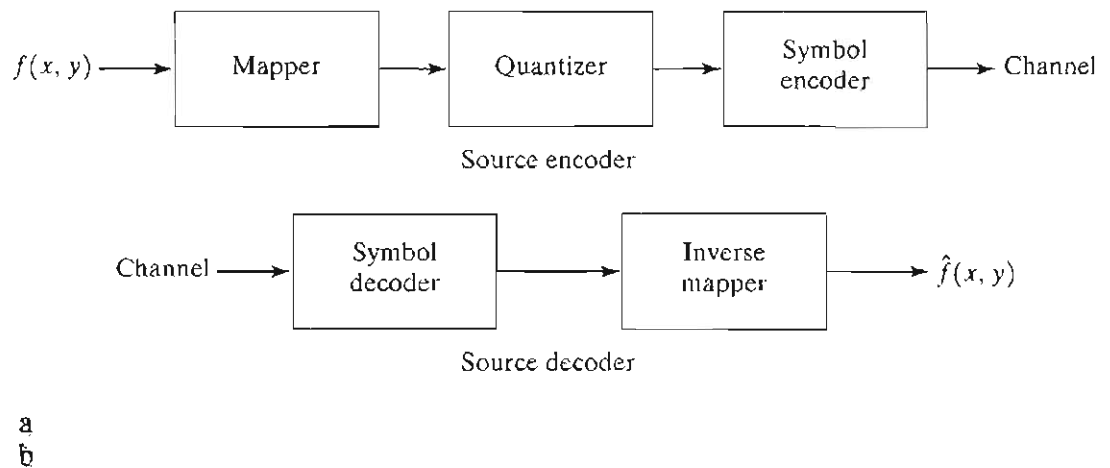 f(x, y)
Mapper
Quantizer
Symbol
encoder
Channel
Source encoder
Channel
Symbol
decoder
Inverse
mapper
f̂(x, y)
Source decoder
a
b